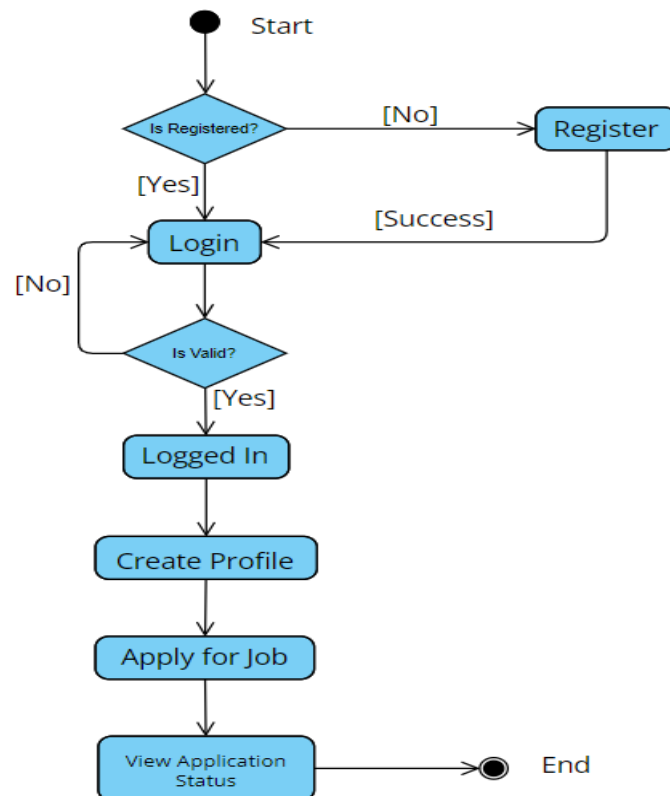 Start
Is Registered?
[No]
Register
[Yes]
[Success]
Login
[No]
Is Valid?
[Yes]
Logged In
Create Profile
Apply for Job
View Application
Status
End